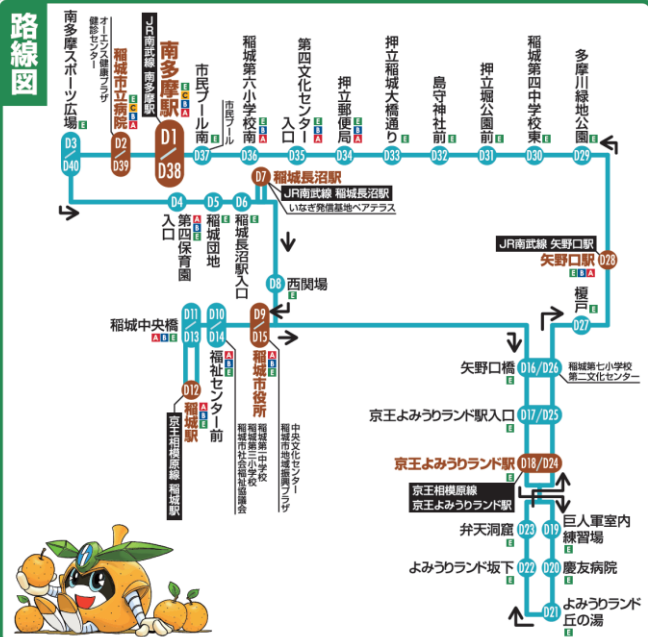 路線図
南多摩スポーツ広場 E
D3/D40
オーエンス健康プラザ
健診センター
稲城市立病院 E C B A
D2/D39
JR南武線 南多摩駅
南多摩駅 E C B A
D1/D38
市民プール南 E
市民プール
D37
稲城第六小学校南 E B A
D36
第四文化センター入口 E B A
D35
押立郵便局 E B A
D34
押立稲城大橋通り E
D33
島守神社前 E
D32
押立堀公園前 E
D31
稲城第四中学校東 E
D30
多摩川緑地公園 E
D29
D7 稲城長沼駅
JR南武線 稲城長沼駅
いなぎ発信基地ペアテラス
D4
第四保育園入口 A B E
D5
稲城団地 E
D6
稲城長沼駅入口 E
D8 西関場
E
JR南武線 矢野口駅
矢野口駅 D28
E B A
榎戸 E
D27
稲城中央橋 D11/D13
A B E
D10/D14
福祉センター前 A B E
稲城第一中学校
稲城第三小学校
稲城市社会福祉協議会
D9/D15
稲城市役所 A B E
中央文化センター
稲城市地域振興プラザ
D12
稲城駅 A B E
京王相模原線 稲城駅
矢野口橋 D16/D26
E
稲城第七小学校
第二文化センター
京王よみうりランド駅入口 D17/D25
E
京王よみうりランド駅 D18/D24
E
京王相模原線
京王よみうりランド駅
弁天洞窟 D23
E
D19 巨人軍室内
練習場
E
よみうりランド坂下 D22
E
D20 慶友病院
E
D21 よみうりランド
丘の湯
E